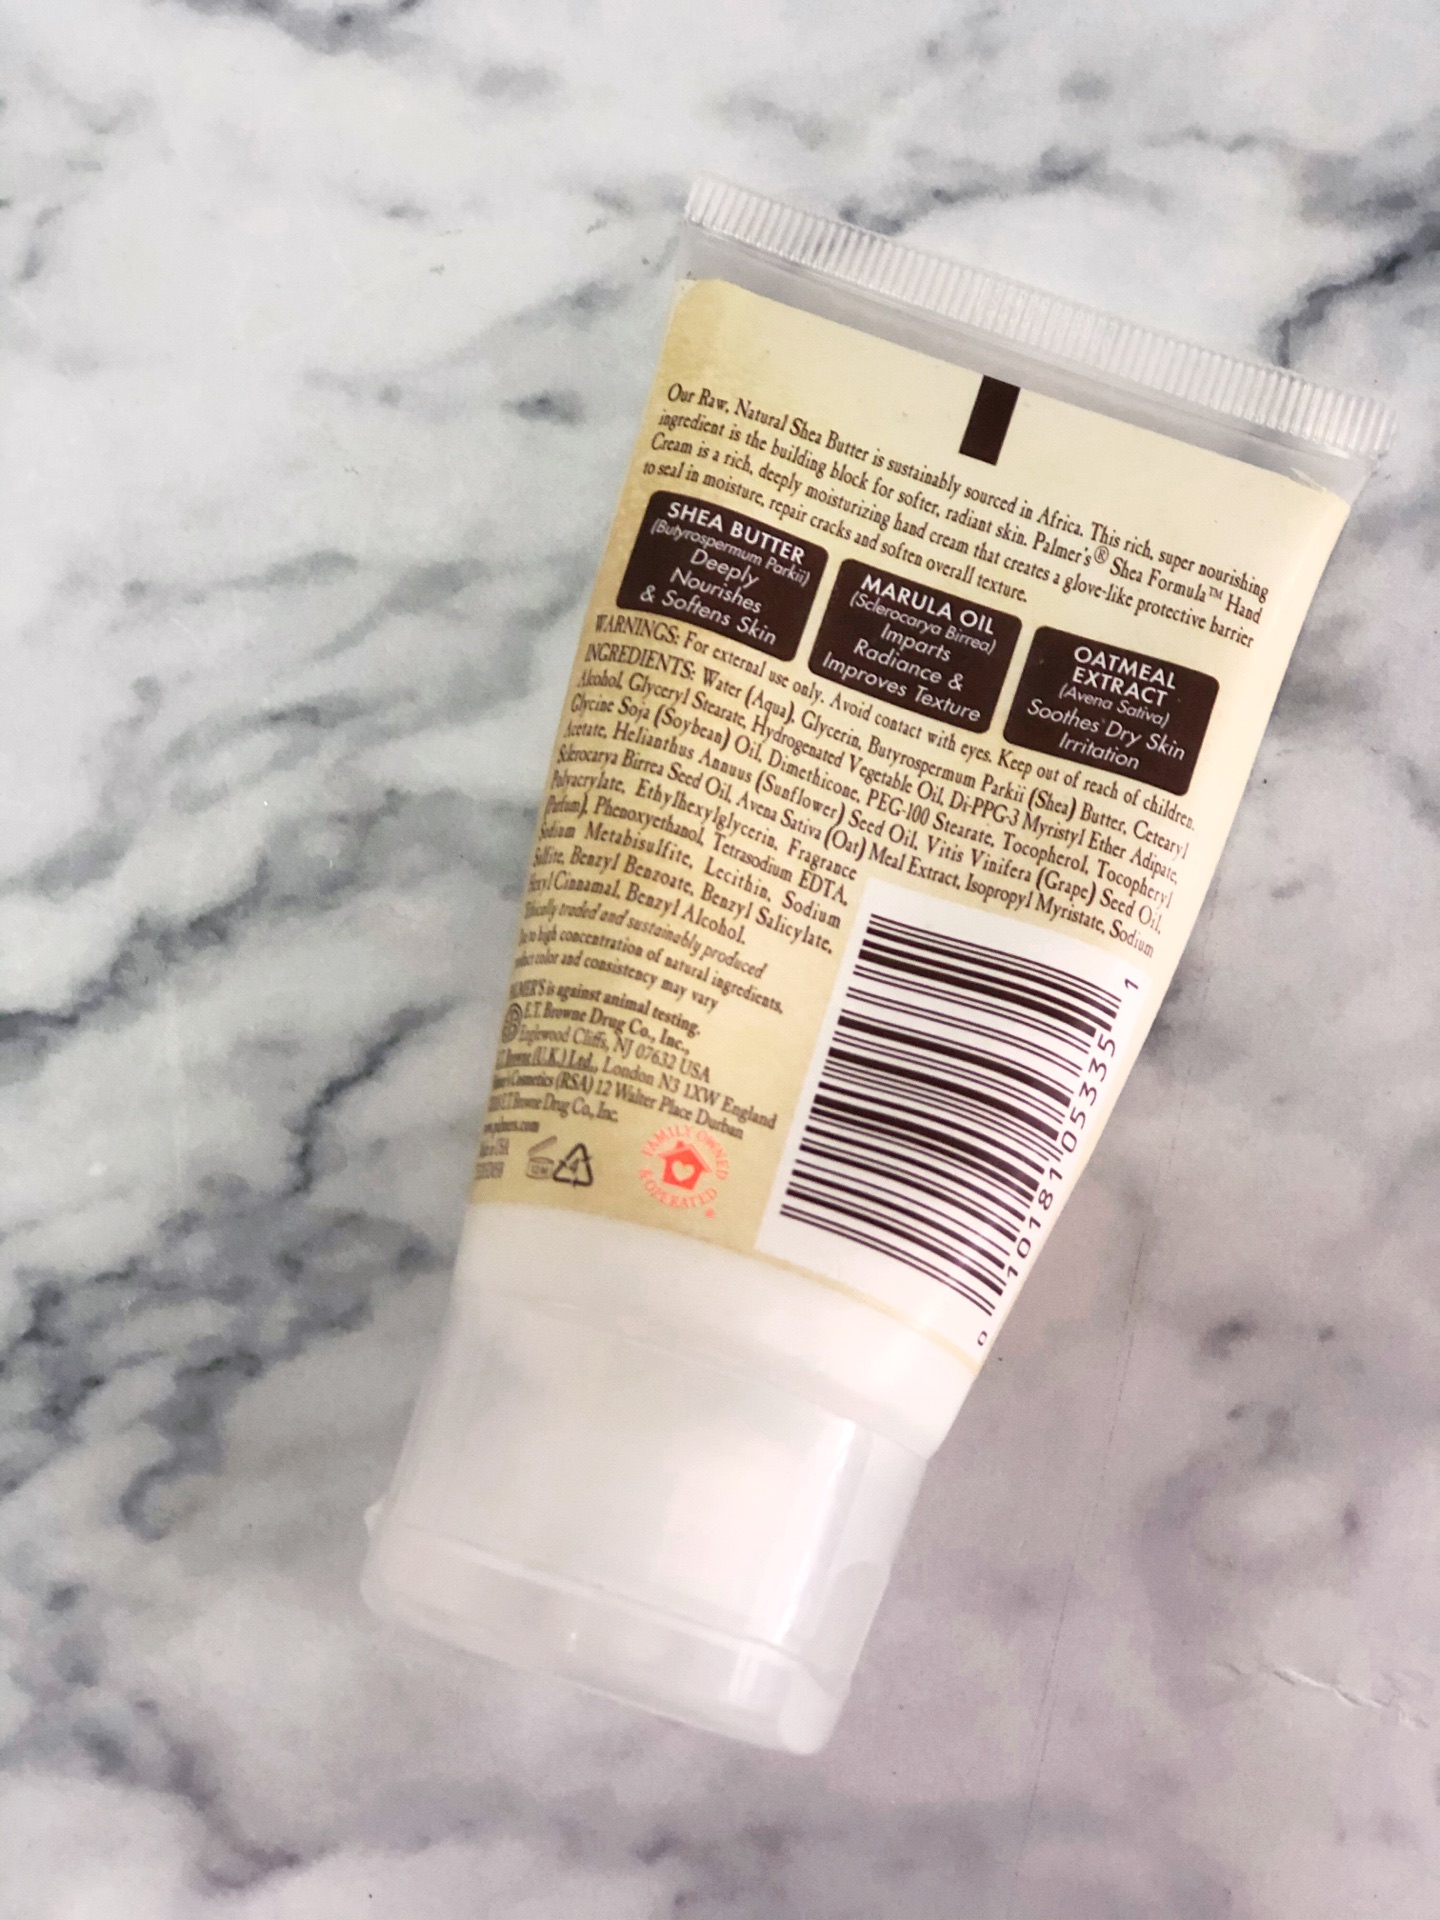 Our Raw, Natural Shea Butter is sustainably sourced in Africa. This rich, super nourishing
ingredient is the building block for softer, radiant skin. Palmer's® Shea Formula™ Hand
Cream is a rich, deeply moisturizing hand cream that creates a glove-like protective barrier
to seal in moisture, repair cracks and soften overall texture.
SHEA BUTTER
(Butyrospermum Parkii)
Deeply
Nourishes
& Softens Skin
MARULA OIL
(Sclerocarya Birrea)
Imparts
Radiance &
Improves Texture
OATMEAL
EXTRACT
(Avena Sativa)
Soothes Dry Skin
Irritation
WARNINGS: For external use only. Avoid contact with eyes. Keep out of reach of children.
INGREDIENTS: Water (Aqua), Glycerin, Butyrospermum Parkii (Shea) Butter, Cetearyl
Alcohol, Glyceryl Stearate, Hydrogenated Vegetable Oil, Di-PPG-3 Myristyl Ether Adipate,
Glycine Soja (Soybean) Oil, Dimethicone, PEG-100 Stearate, Tocopherol, Tocopheryl
Acetate, Helianthus Annuus (Sunflower) Seed Oil, Vitis Vinifera (Grape) Seed Oil,
Sclerocarya Birrea Seed Oil, Avena Sativa (Oat) Meal Extract, Isopropyl Myristate, Sodium
Polyacrylate, Ethylhexylglycerin, Fragrance
(Parfum), Phenoxyethanol, Tetrasodium EDTA,
Sodium Metabisulfite, Lecithin, Sodium
Sulfite, Benzyl Benzoate, Benzyl Salicylate,
Hexyl Cinnamal, Benzyl Alcohol.
Ethically traded and sustainably produced
Due to high concentration of natural ingredients,
product color and consistency may vary
PALMER'S is against animal testing.
E.T. Browne Drug Co., Inc.,
Englewood Cliffs, NJ 07632 USA
E.T. Browne (U.K.) Ltd., London N3 1XW England
Cosmetics (RSA) 12 Walter Place Durban
E.T. Browne Drug Co., Inc.
Made in USA
12 M
4
FAMILY OWNED
& OPERATED
0 10181 05335 1